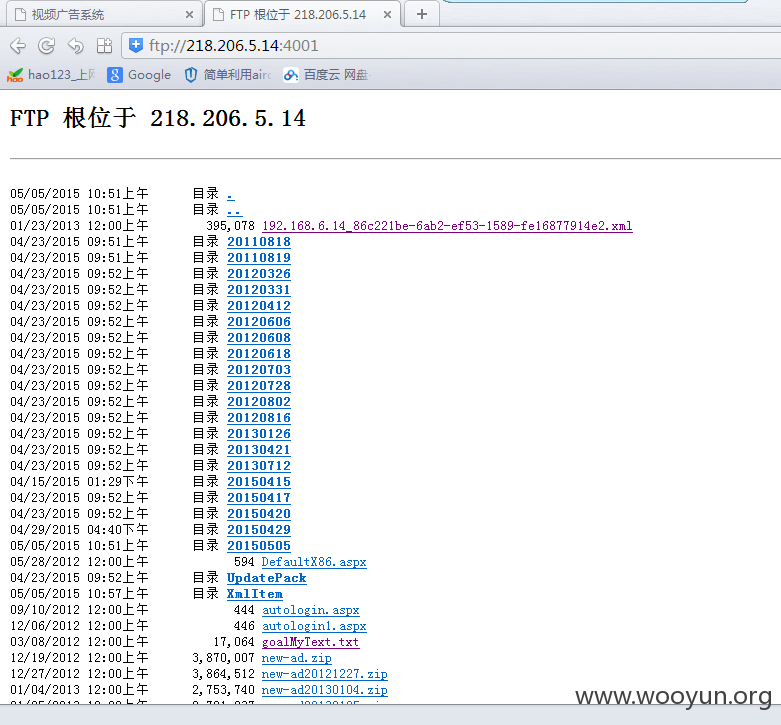 视频广告系统
FTP 根位于 218.206.5.14
ftp://218.206.5.14:4001
hao123_上
Google
简单利用air
百度云 网盘
FTP 根位于 218.206.5.14
05/05/2015 10:51上午 目录 .
05/05/2015 10:51上午 目录 ..
01/23/2013 12:00上午 395,078 192.168.6.14_86c221be-6ab2-ef53-1589-fe16877914e2.xml
04/23/2015 09:51上午 目录 20110818
04/23/2015 09:51上午 目录 20110819
04/23/2015 09:52上午 目录 20120326
04/23/2015 09:52上午 目录 20120331
04/23/2015 09:52上午 目录 20120412
04/23/2015 09:52上午 目录 20120606
04/23/2015 09:52上午 目录 20120608
04/23/2015 09:52上午 目录 20120618
04/23/2015 09:52上午 目录 20120703
04/23/2015 09:52上午 目录 20120728
04/23/2015 09:52上午 目录 20120802
04/23/2015 09:52上午 目录 20120816
04/23/2015 09:52上午 目录 20130126
04/23/2015 09:52上午 目录 20130421
04/23/2015 09:52上午 目录 20130712
04/15/2015 01:29下午 目录 20150415
04/23/2015 09:52上午 目录 20150417
04/23/2015 09:52上午 目录 20150420
04/29/2015 04:40下午 目录 20150429
05/05/2015 10:51上午 目录 20150505
05/28/2012 12:00上午 594 DefaultX86.aspx
04/23/2015 09:52上午 目录 UpdatePack
05/05/2015 10:57上午 目录 XmlItem
09/10/2012 12:00上午 444 autologin.aspx
12/06/2012 12:00上午 446 autologin1.aspx
03/08/2012 12:00上午 17,064 goalMyText.txt
12/19/2012 12:00上午 3,870,007 new-ad.zip
12/27/2012 12:00上午 3,864,512 new-ad20121227.zip
01/04/2013 12:00上午 2,753,740 new-ad20130104.zip
www.wooyun.org